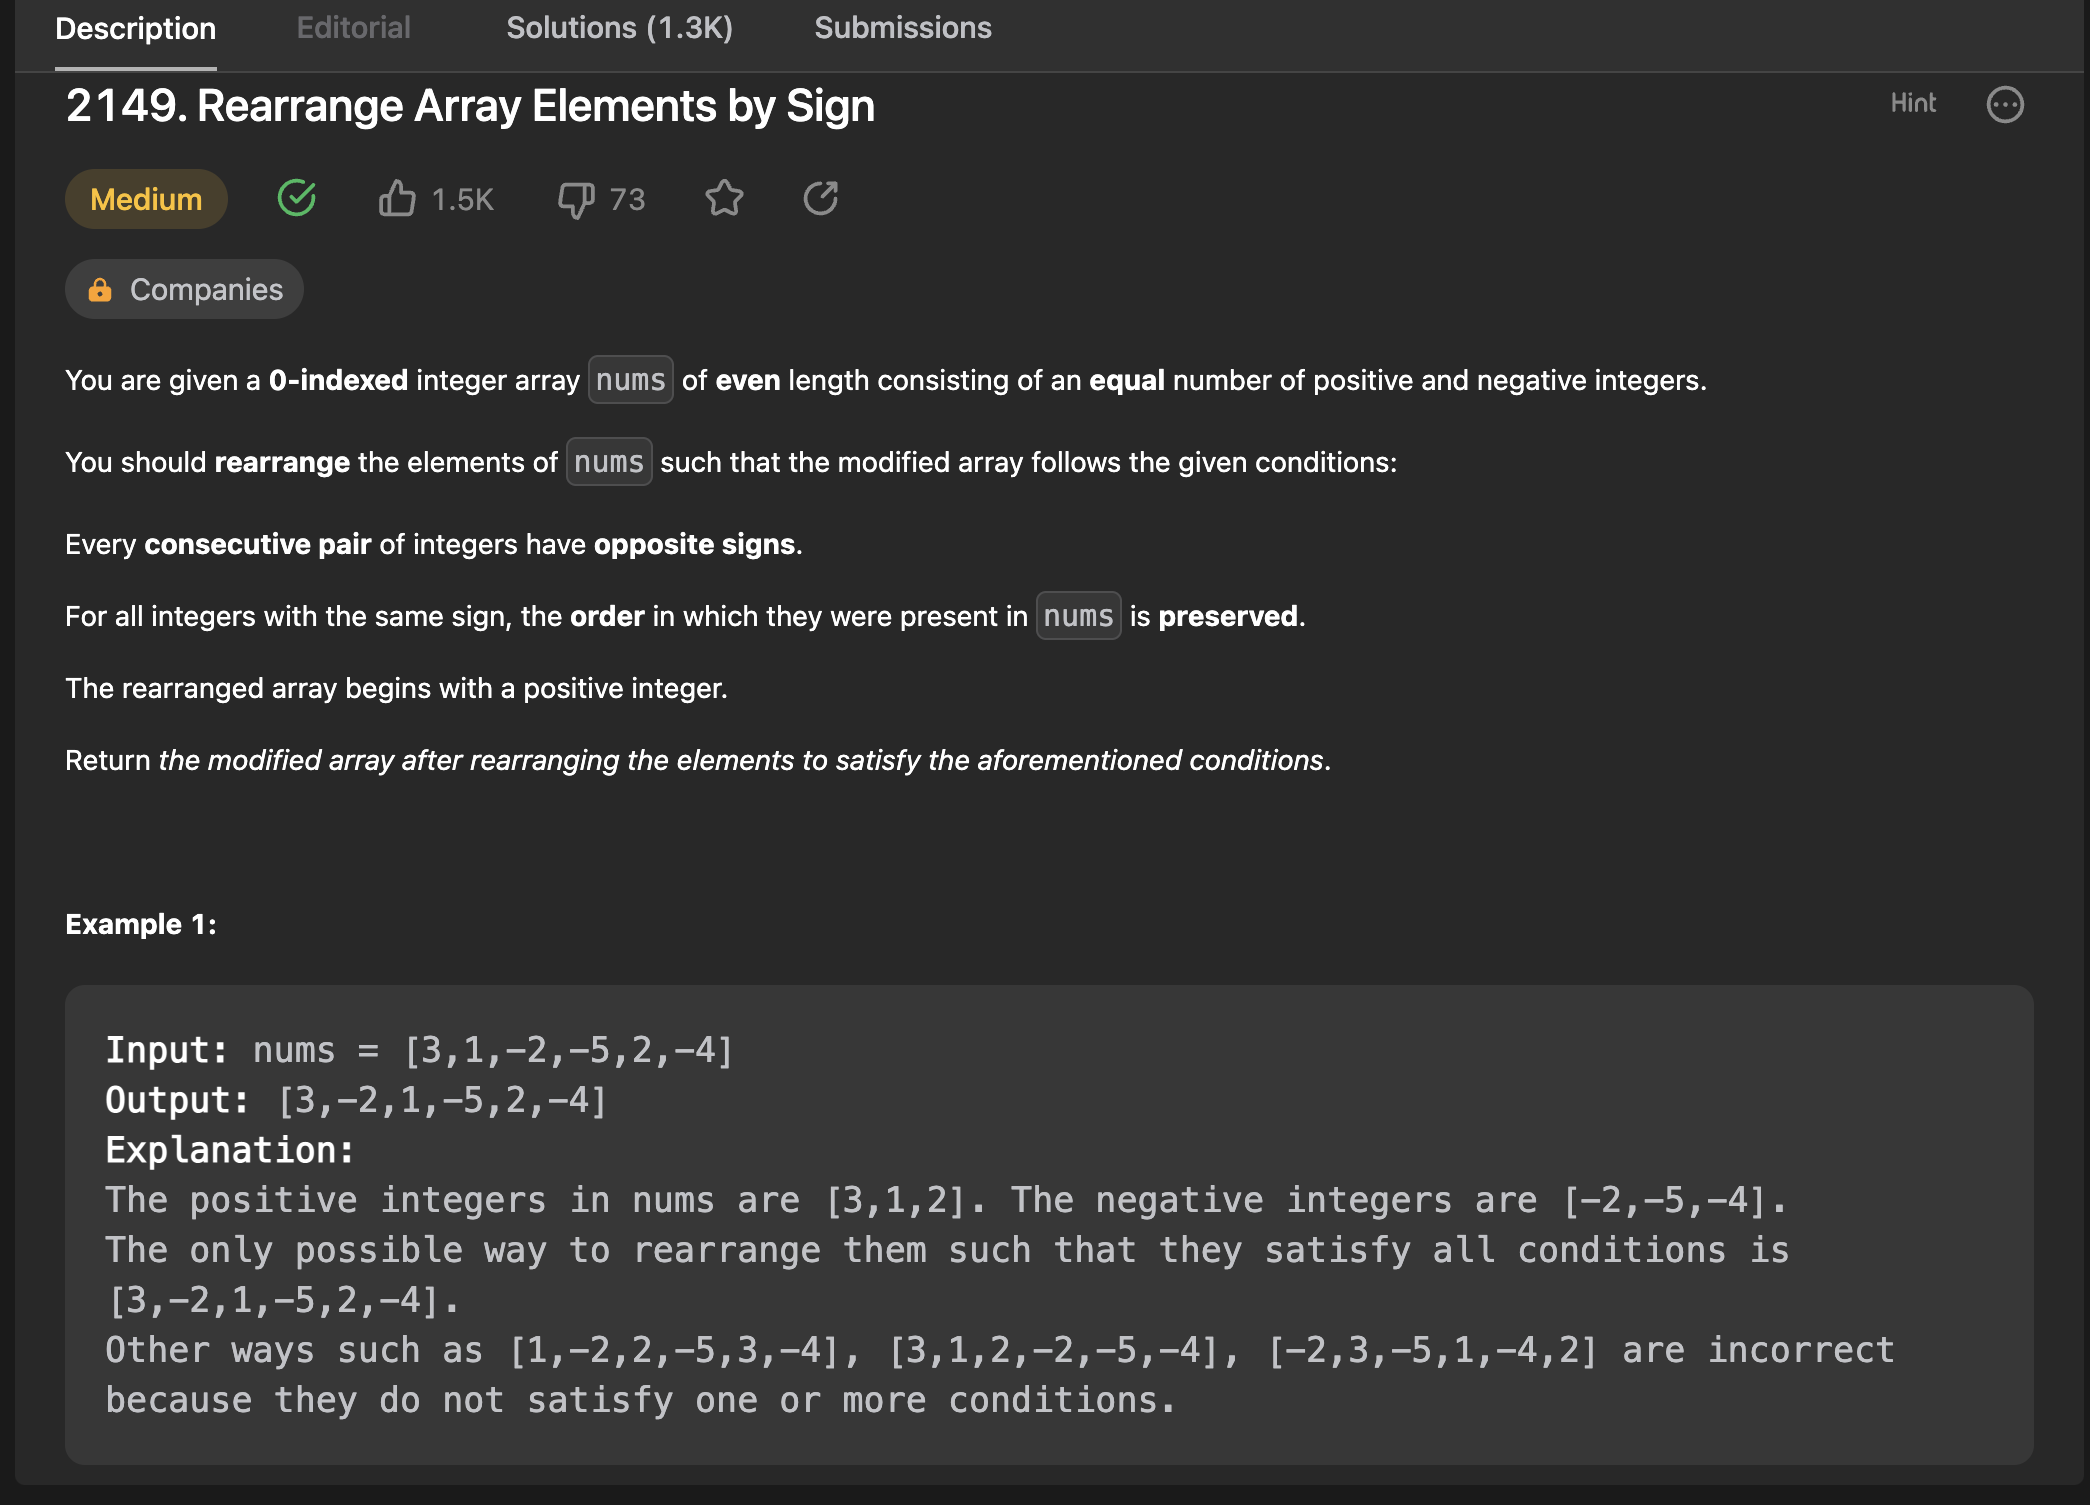 Description Editorial Solutions (1.3K) Submissions
2149. Rearrange Array Elements by Sign Hint
Medium 1.5K 73
Companies
You are given a 0-indexed integer array nums of even length consisting of an equal number of positive and negative integers.
You should rearrange the elements of nums such that the modified array follows the given conditions:
Every consecutive pair of integers have opposite signs.
For all integers with the same sign, the order in which they were present in nums is preserved.
The rearranged array begins with a positive integer.
Return the modified array after rearranging the elements to satisfy the aforementioned conditions.
Example 1:
Input: nums = [3,1,-2,-5,2,-4]
Output: [3,-2,1,-5,2,-4]
Explanation:
The positive integers in nums are [3,1,2]. The negative integers are [-2,-5,-4].
The only possible way to rearrange them such that they satisfy all conditions is
[3,-2,1,-5,2,-4].
Other ways such as [1,-2,2,-5,3,-4], [3,1,2,-2,-5,-4], [-2,3,-5,1,-4,2] are incorrect
because they do not satisfy one or more conditions.